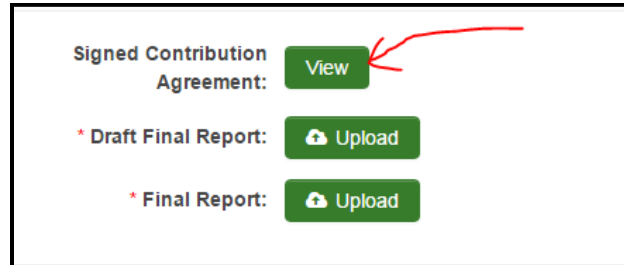 Signed Contribution
Agreement:
View
* Draft Final Report:
Upload
* Final Report:
Upload